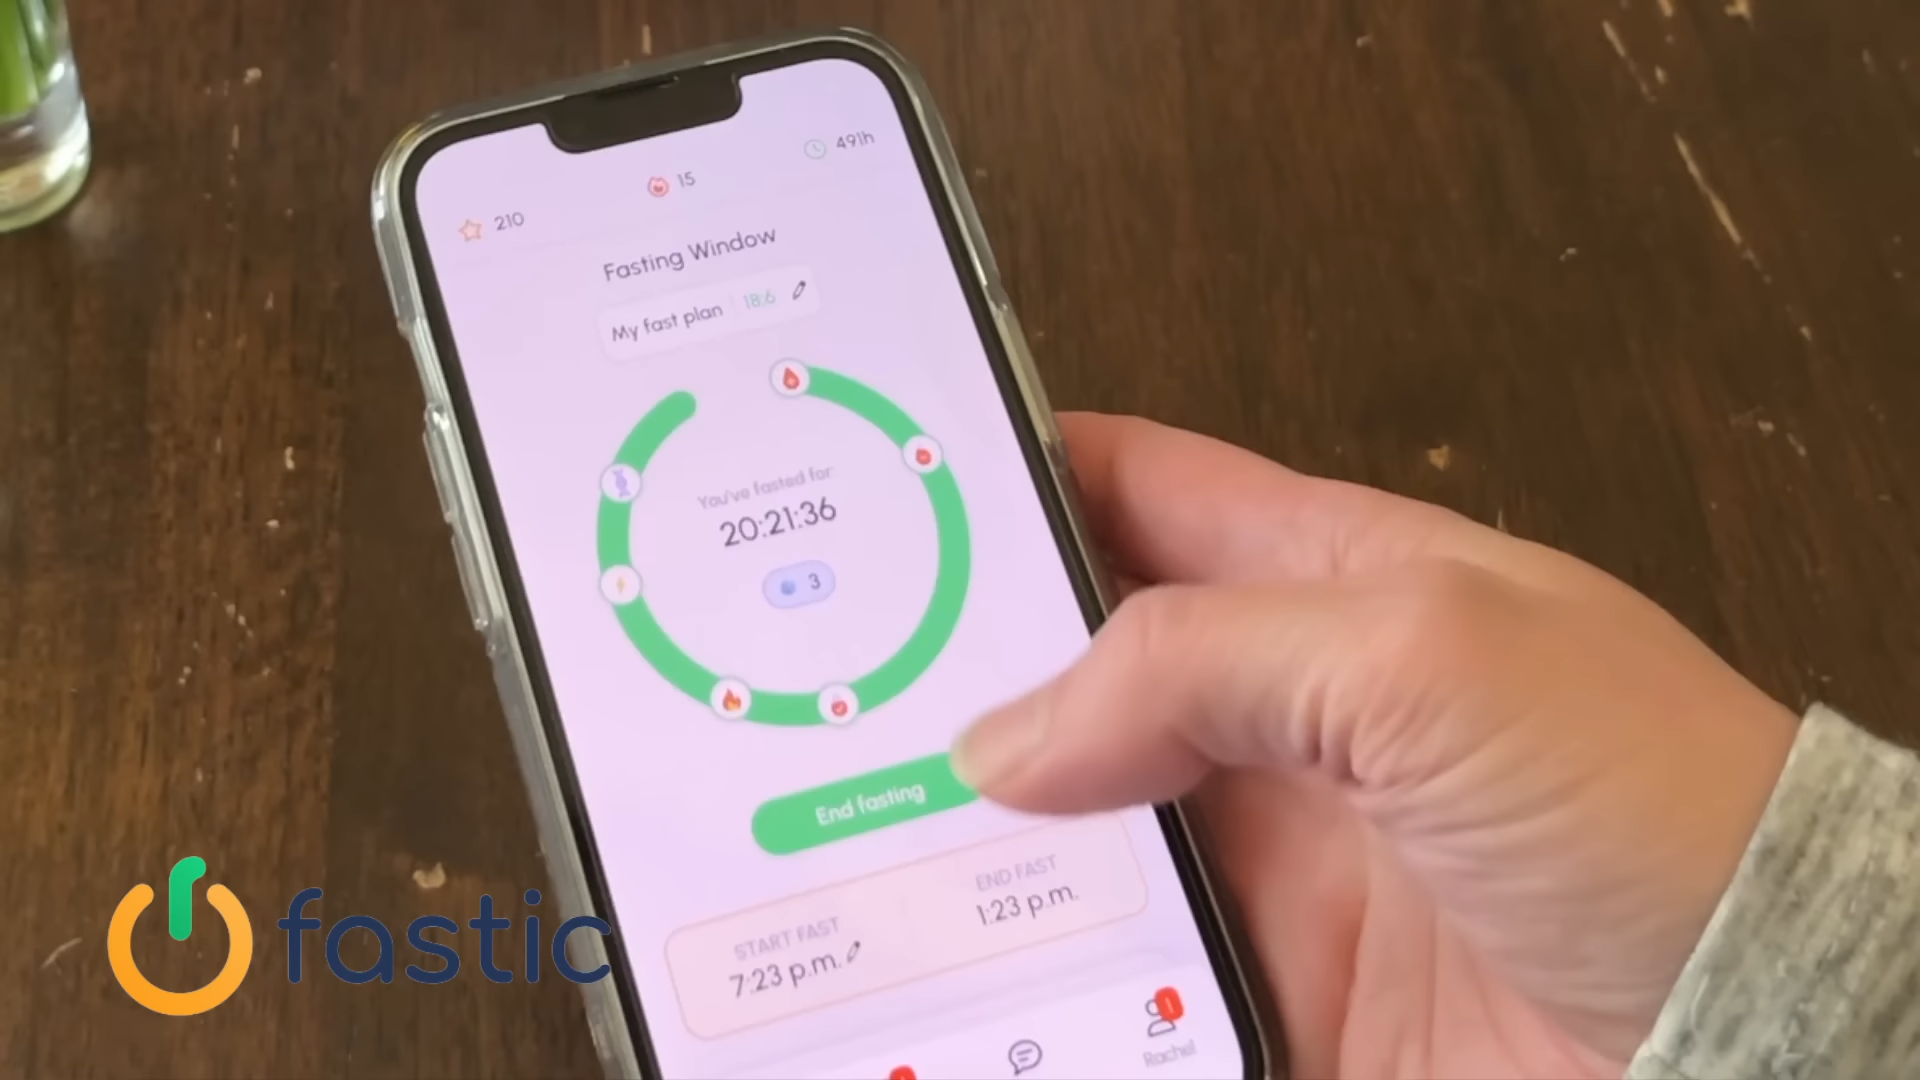 491h
15
210
Fasting Window
My fast plan 18:6
You've fasted for:
20:21:36
3
End fasting
START FAST
7:23 p.m.
END FAST
1:23 p.m.
Rachel
fastic